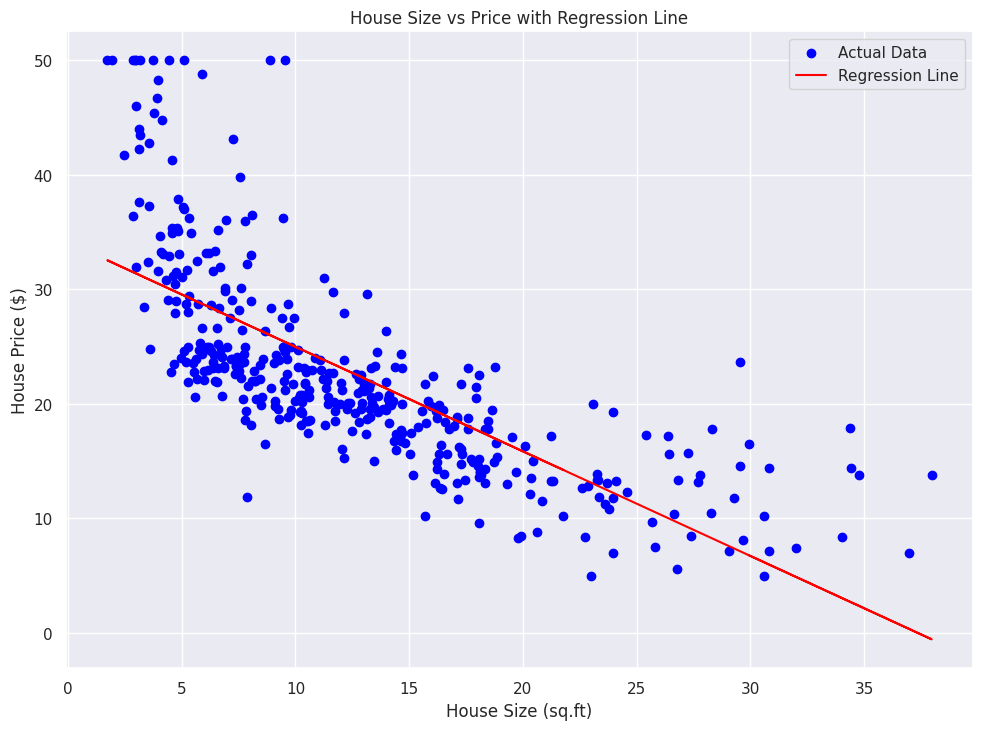 House Size vs Price with Regression Line
Actual Data
Regression Line
House Price ($)
50
40
30
20
10
0
0 5 10 15 20 25 30 35
House Size (sq.ft)